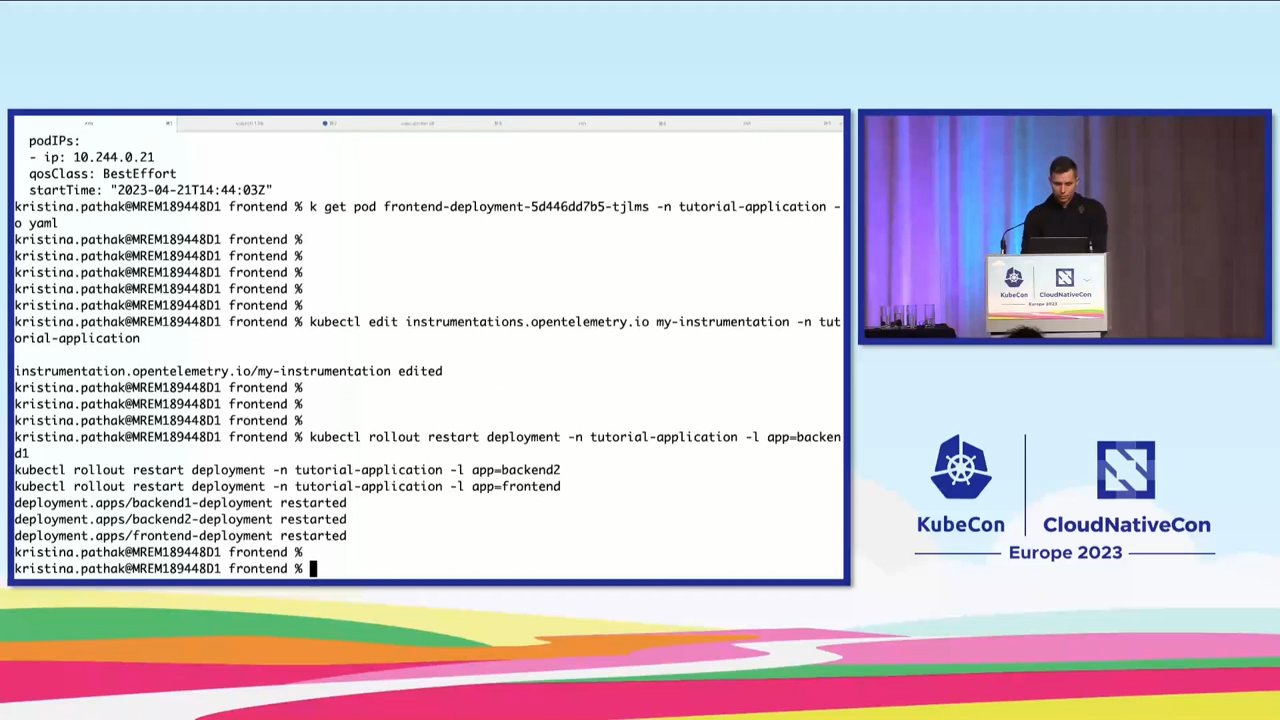 podIPs:
- ip: 10.244.0.21
qosClass: BestEffort
startTime: "2023-04-21T14:44:03Z"
kristina.pathak@MREM189448D1 frontend % k get pod frontend-deployment-5d446dd7b5-tjlms -n tutorial-application -
o yaml
kristina.pathak@MREM189448D1 frontend %
kristina.pathak@MREM189448D1 frontend %
kristina.pathak@MREM189448D1 frontend %
kristina.pathak@MREM189448D1 frontend %
kristina.pathak@MREM189448D1 frontend %
kristina.pathak@MREM189448D1 frontend % kubectl edit instrumentations.opentelemetry.io my-instrumentation -n tut
orial-application
instrumentation.opentelemetry.io/my-instrumentation edited
kristina.pathak@MREM189448D1 frontend %
kristina.pathak@MREM189448D1 frontend %
kristina.pathak@MREM189448D1 frontend %
kristina.pathak@MREM189448D1 frontend % kubectl rollout restart deployment -n tutorial-application -l app=backen
d1
kubectl rollout restart deployment -n tutorial-application -l app=backend2
kubectl rollout restart deployment -n tutorial-application -l app=frontend
deployment.apps/backend1-deployment restarted
deployment.apps/backend2-deployment restarted
deployment.apps/frontend-deployment restarted
kristina.pathak@MREM189448D1 frontend %
kristina.pathak@MREM189448D1 frontend %
KubeCon
CloudNativeCon
Europe 2023
KubeCon
CloudNativeCon
Europe 2023